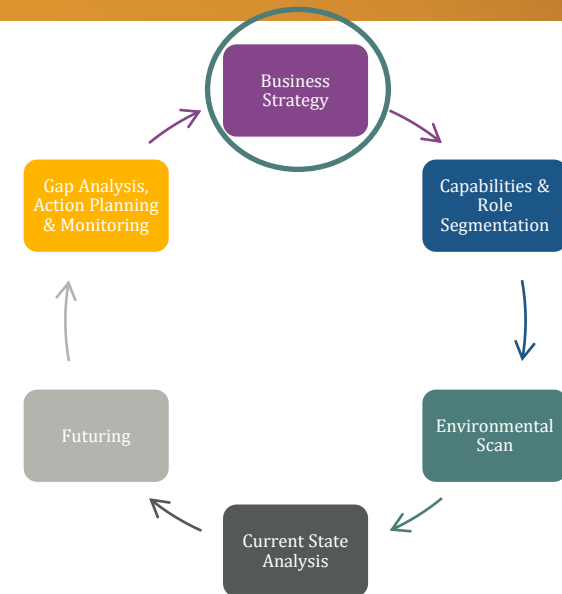 Business
Strategy
Capabilities &
Role
Segmentation
Environmental
Scan
Current State
Analysis
Futuring
Gap Analysis,
Action Planning
& Monitoring